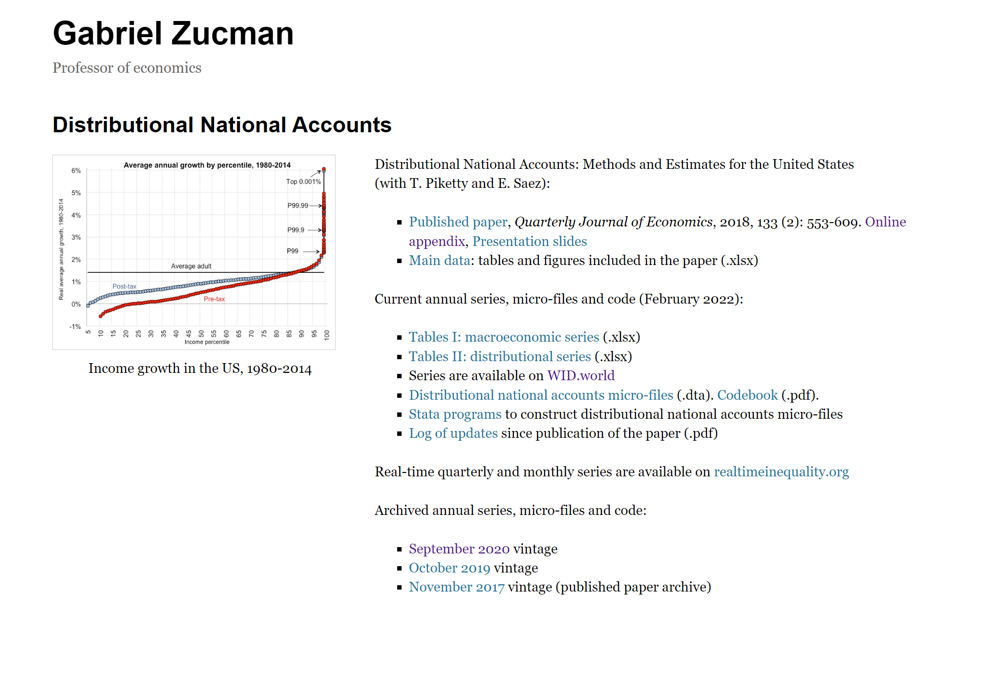 Gabriel Zucman
Professor of economics
Distributional National Accounts
Average annual growth by percentile, 1980-2014
Real average annual growth, 1980-2014
6%
5%
4%
3%
2%
1%
0%
-1%
Top 0.001%
P99.99
P99.9
P99
Average adult
Post-tax
Pre-tax
5 10 15 20 25 30 35 40 45 50 55 60 65 70 75 80 85 90 95 100
Income percentile
Income growth in the US, 1980-2014
Distributional National Accounts: Methods and Estimates for the United States
(with T. Piketty and E. Saez):
▪ Published paper, Quarterly Journal of Economics, 2018, 133 (2): 553-609. Online
appendix, Presentation slides
▪ Main data: tables and figures included in the paper (.xlsx)
Current annual series, micro-files and code (February 2022):
▪ Tables I: macroeconomic series (.xlsx)
▪ Tables II: distributional series (.xlsx)
▪ Series are available on WID.world
▪ Distributional national accounts micro-files (.dta). Codebook (.pdf).
▪ Stata programs to construct distributional national accounts micro-files
▪ Log of updates since publication of the paper (.pdf)
Real-time quarterly and monthly series are available on realtimeinequality.org
Archived annual series, micro-files and code:
▪ September 2020 vintage
▪ October 2019 vintage
▪ November 2017 vintage (published paper archive)